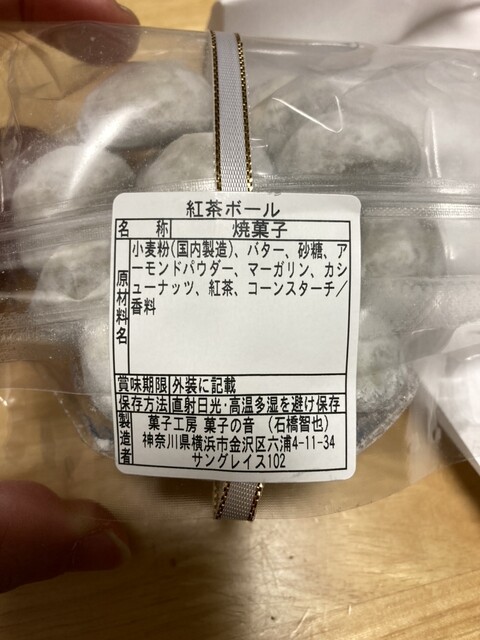 紅茶ボール
名 称 焼菓子
原材料名 小麦粉(国内製造)、バター、砂糖、ア
ーモンドパウダー、マーガリン、カシ
ューナッツ、紅茶、コーンスターチ/
香料
賞味期限 外装に記載
保存方法 直射日光・高温多湿を避け保存
製造者 菓子工房 菓子の音 (石橋智也)
神奈川県横浜市金沢区六浦4-11-34
サングレイス102